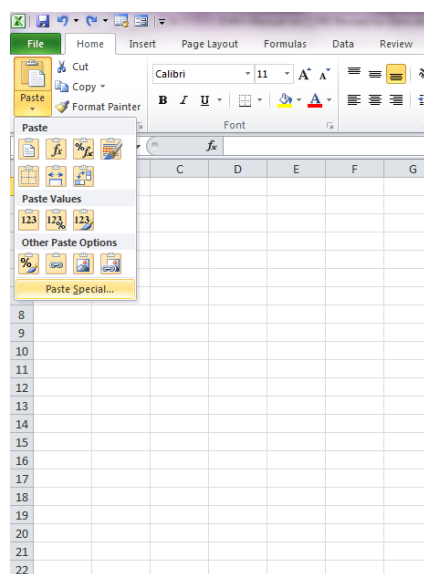 File Home Insert Page Layout Formulas Data Review
Cut
Calibri 11 A A
Copy
Paste
Format Painter
B I U A
Paste
Font
fx
fx %fx
C D E F G
Paste Values
123 123% 123
Other Paste Options
%
Paste Special...
8
9
10
11
12
13
14
15
16
17
18
19
20
21
22